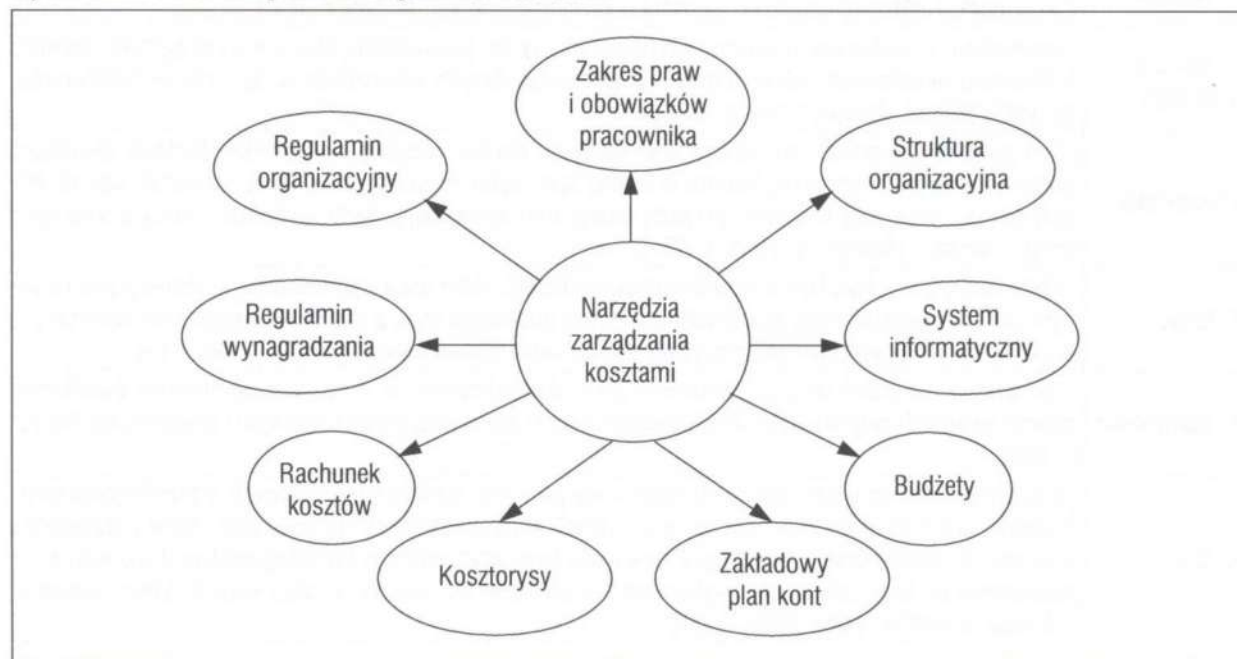 Zakres praw
i obowiązków
pracownika
Regulamin
organizacyjny
Struktura
organizacyjna
Regulamin
wynagradzania
Narzędzia
zarządzania
kosztami
System
informatyczny
Rachunek
kosztów
Budżety
Kosztorysy
Zakładowy
plan kont